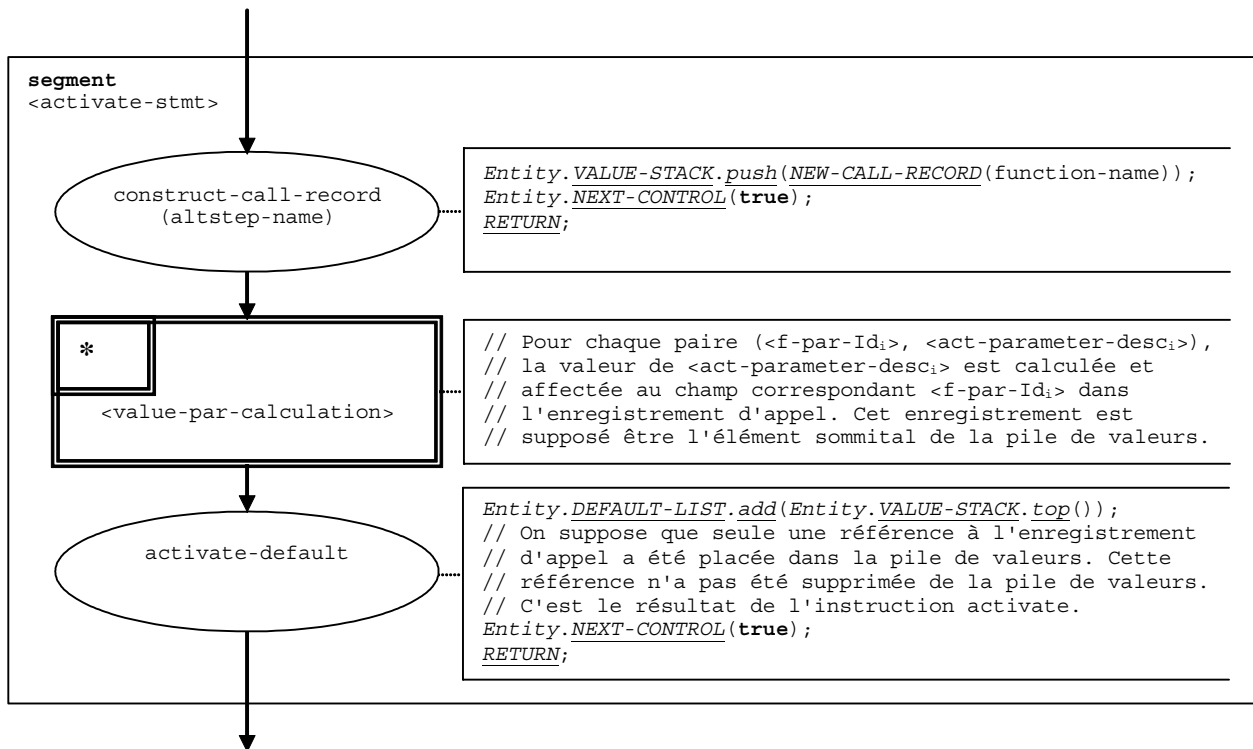 segment
<activate-stmt>
construct-call-record
(altstep-name)
Entity.VALUE-STACK.push(NEW-CALL-RECORD(function-name));
Entity.NEXT-CONTROL(true);
RETURN;
*
<value-par-calculation>
// Pour chaque paire (<f-par-Idi>, <act-parameter-desci>),
// la valeur de <act-parameter-desci> est calculée et
// affectée au champ correspondant <f-par-Idi> dans
// l'enregistrement d'appel. Cet enregistrement est
// supposé être l'élément sommital de la pile de valeurs.
activate-default
Entity.DEFAULT-LIST.add(Entity.VALUE-STACK.top());
// On suppose que seule une référence à l'enregistrement
// d'appel a été placée dans la pile de valeurs. Cette
// référence n'a pas été supprimée de la pile de valeurs.
// C'est le résultat de l'instruction activate.
Entity.NEXT-CONTROL(true);
RETURN;